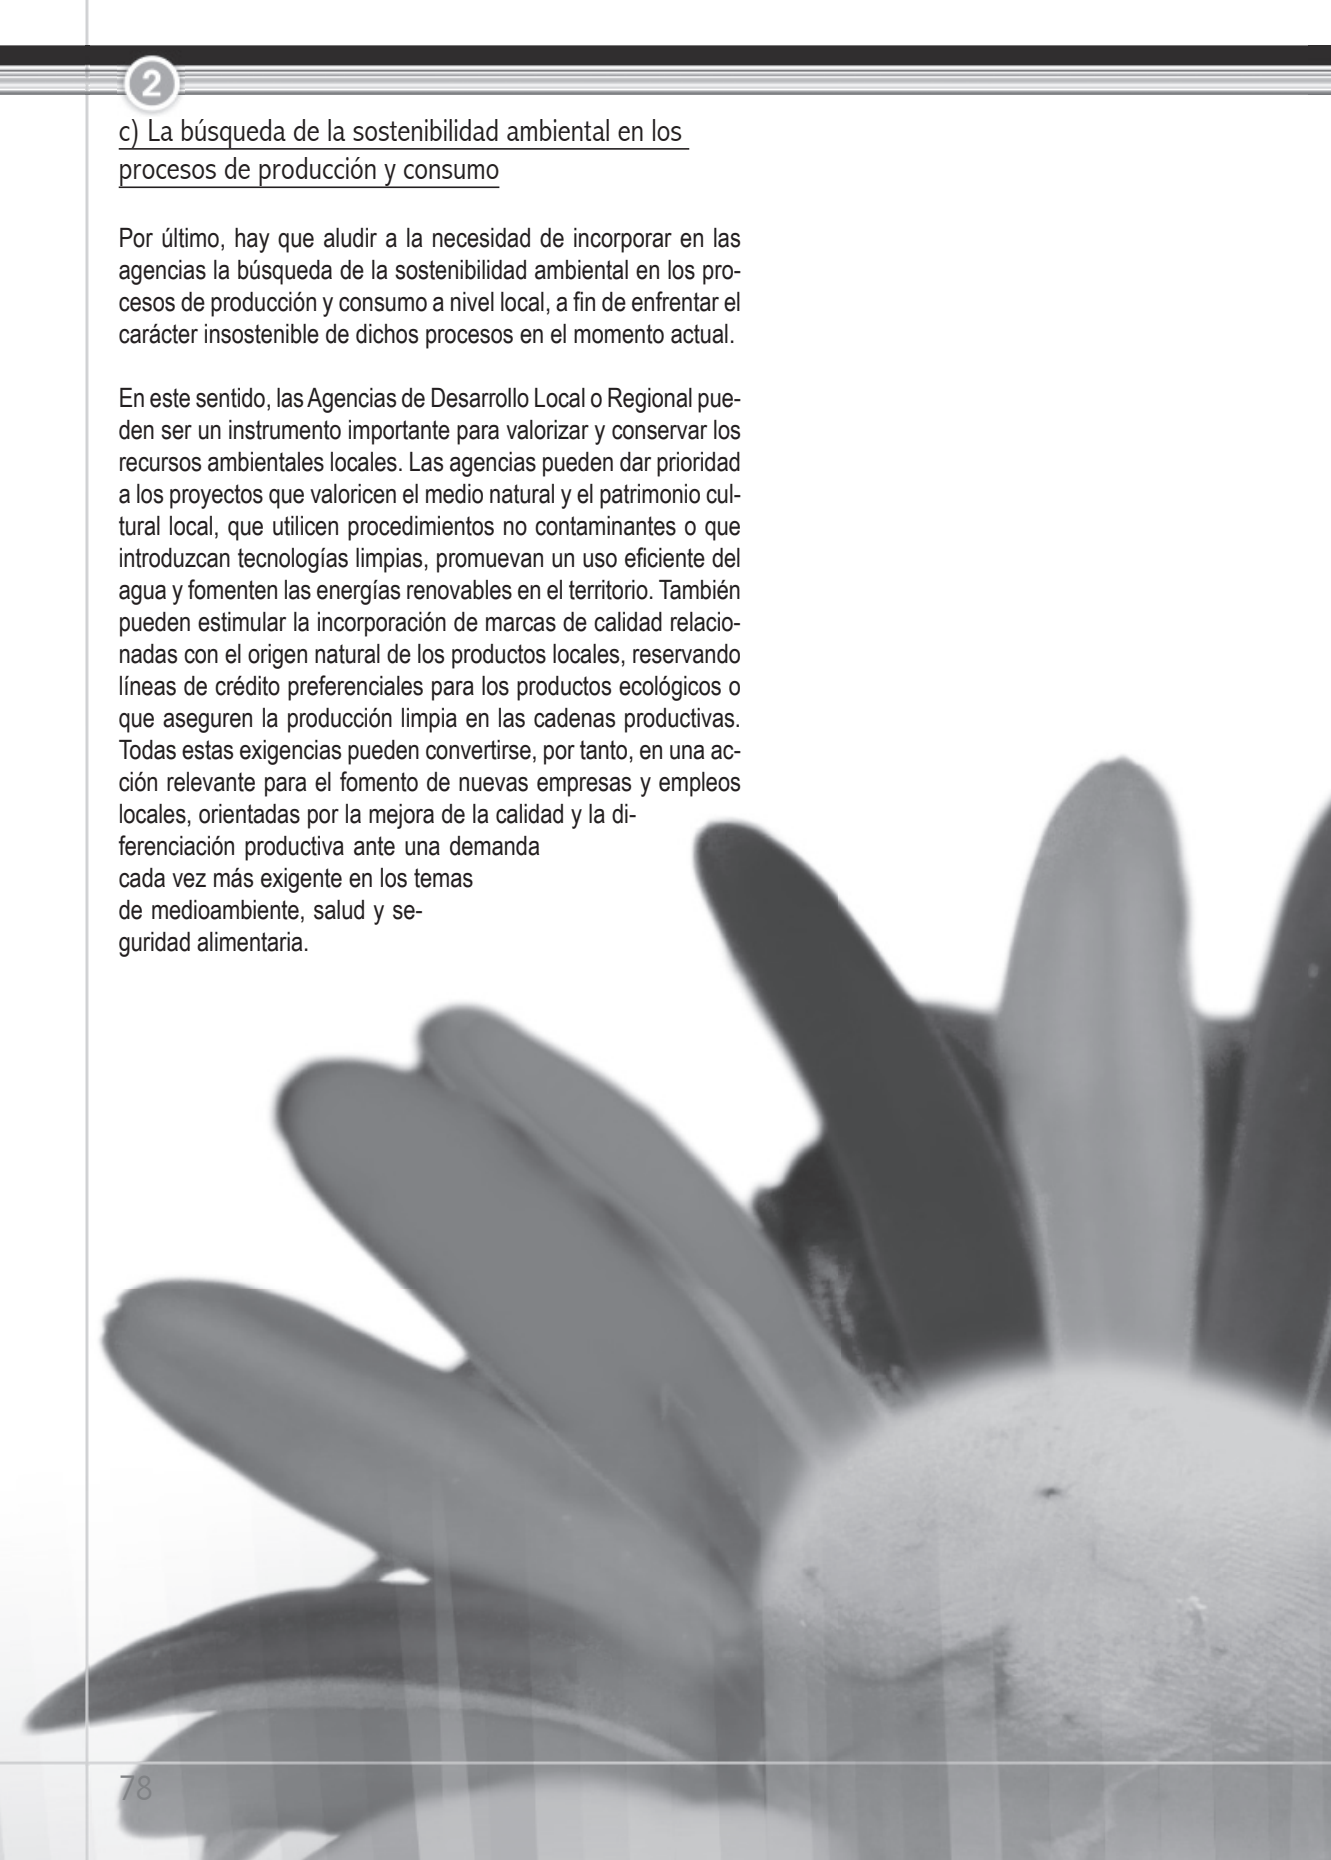 2
c) La búsqueda de la sostenibilidad ambiental en los
procesos de producción y consumo
Por último, hay que aludir a la necesidad de incorporar en las
agencias la búsqueda de la sostenibilidad ambiental en los pro-
cesos de producción y consumo a nivel local, a fin de enfrentar el
carácter insostenible de dichos procesos en el momento actual.
En este sentido, las Agencias de Desarrollo Local o Regional pue-
den ser un instrumento importante para valorizar y conservar los
recursos ambientales locales. Las agencias pueden dar prioridad
a los proyectos que valoricen el medio natural y el patrimonio cul-
tural local, que utilicen procedimientos no contaminantes o que
introduzcan tecnologías limpias, promuevan un uso eficiente del
agua y fomenten las energías renovables en el territorio. También
pueden estimular la incorporación de marcas de calidad relacio-
nadas con el origen natural de los productos locales, reservando
líneas de crédito preferenciales para los productos ecológicos o
que aseguren la producción limpia en las cadenas productivas.
Todas estas exigencias pueden convertirse, por tanto, en una ac-
ción relevante para el fomento de nuevas empresas y empleos
locales, orientadas por la mejora de la calidad y la di-
ferenciación productiva ante una demanda
cada vez más exigente en los temas
de medioambiente, salud y se-
guridad alimentaria.
78